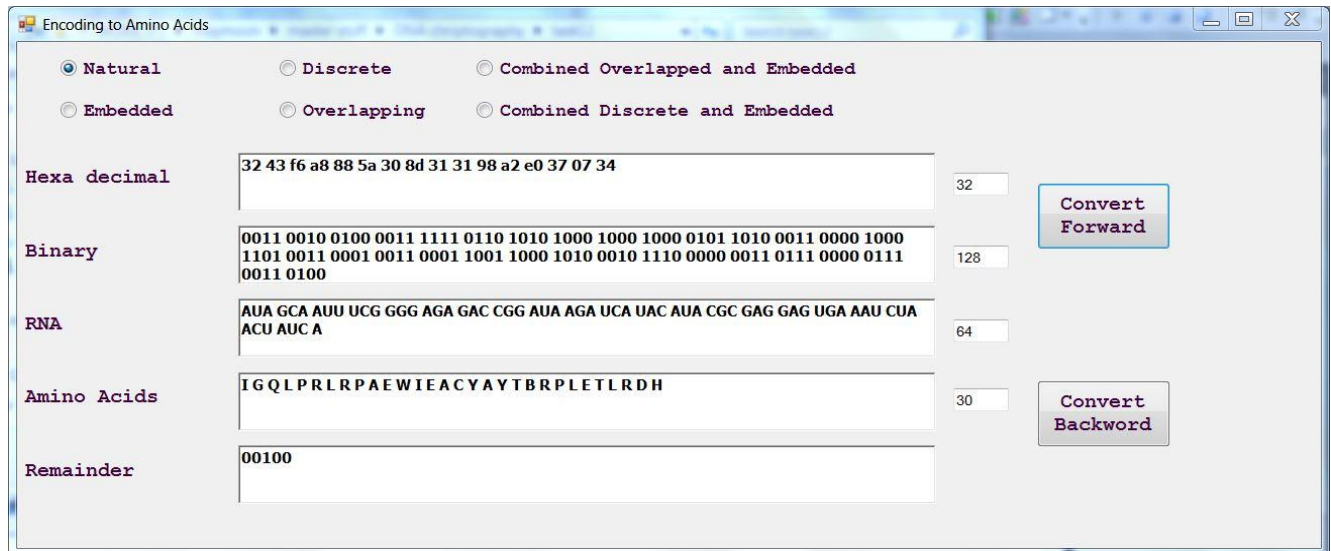 Encoding to Amino Acids
Natural Discrete Combined Overlapped and Embedded
Embedded Overlapping Combined Discrete and Embedded
Hexa decimal
32 43 f6 a8 88 5a 30 8d 31 31 98 a2 e0 37 07 34
32
Convert
Forward
Binary
0011 0010 0100 0011 1111 0110 1010 1000 1000 1000 0101 1010 0011 0000 1000
1101 0011 0001 0011 0001 1001 1000 1010 0010 1110 0000 0011 0111 0000 0111
0011 0100
128
RNA
AUA GCA AUU UCG GGG AGA GAC CGG AUA AGA UCA UAC AUA CGC GAG GAG UGA AAU CUA
ACU AUC A
64
Amino Acids
I G Q L P R L R P A E W I E A C Y A Y T B R P L E T L R D H
30
Convert
Backword
Remainder
00100